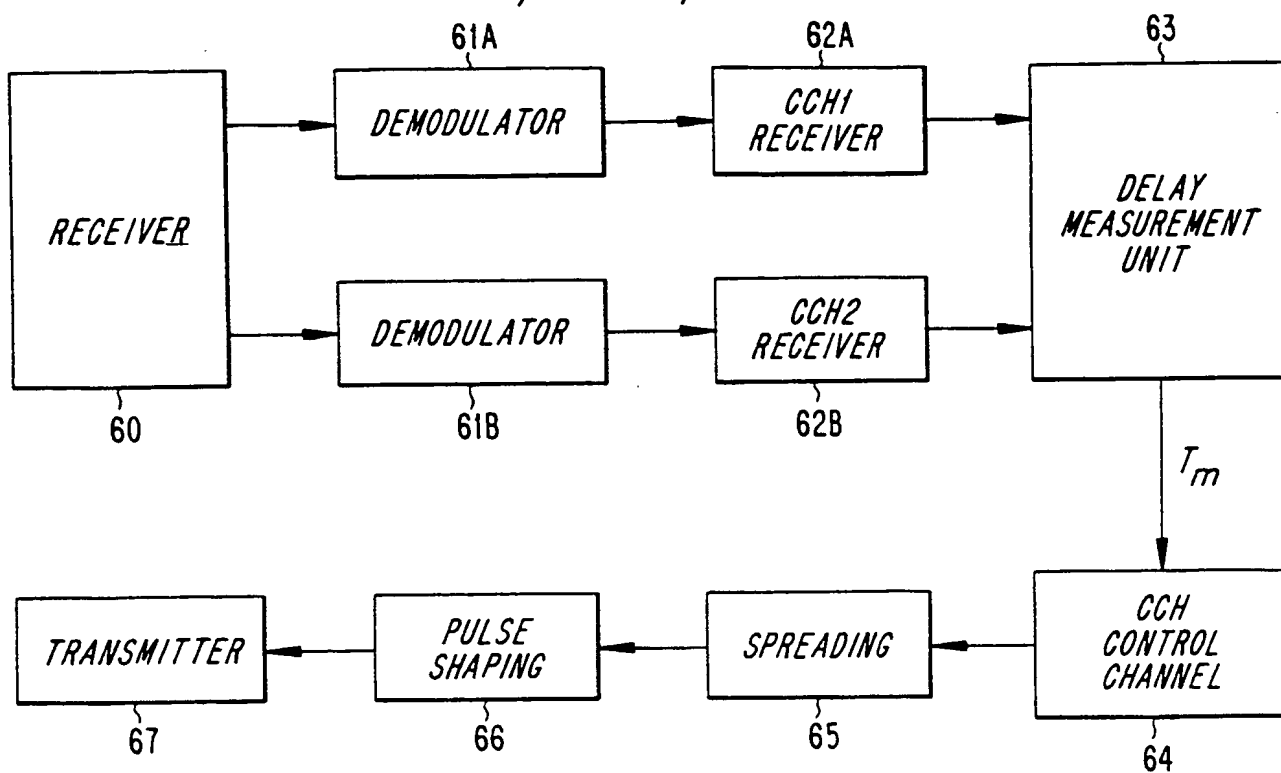 61A
62A
63
DEMODULATOR
CCH1
RECEIVER
RECEIVER
DELAY
MEASUREMENT
UNIT
DEMODULATOR
CCH2
RECEIVER
60
61B
62B
Tm
TRANSMITTER
PULSE
SHAPING
SPREADING
CCH
CONTROL
CHANNEL
67
66
65
64